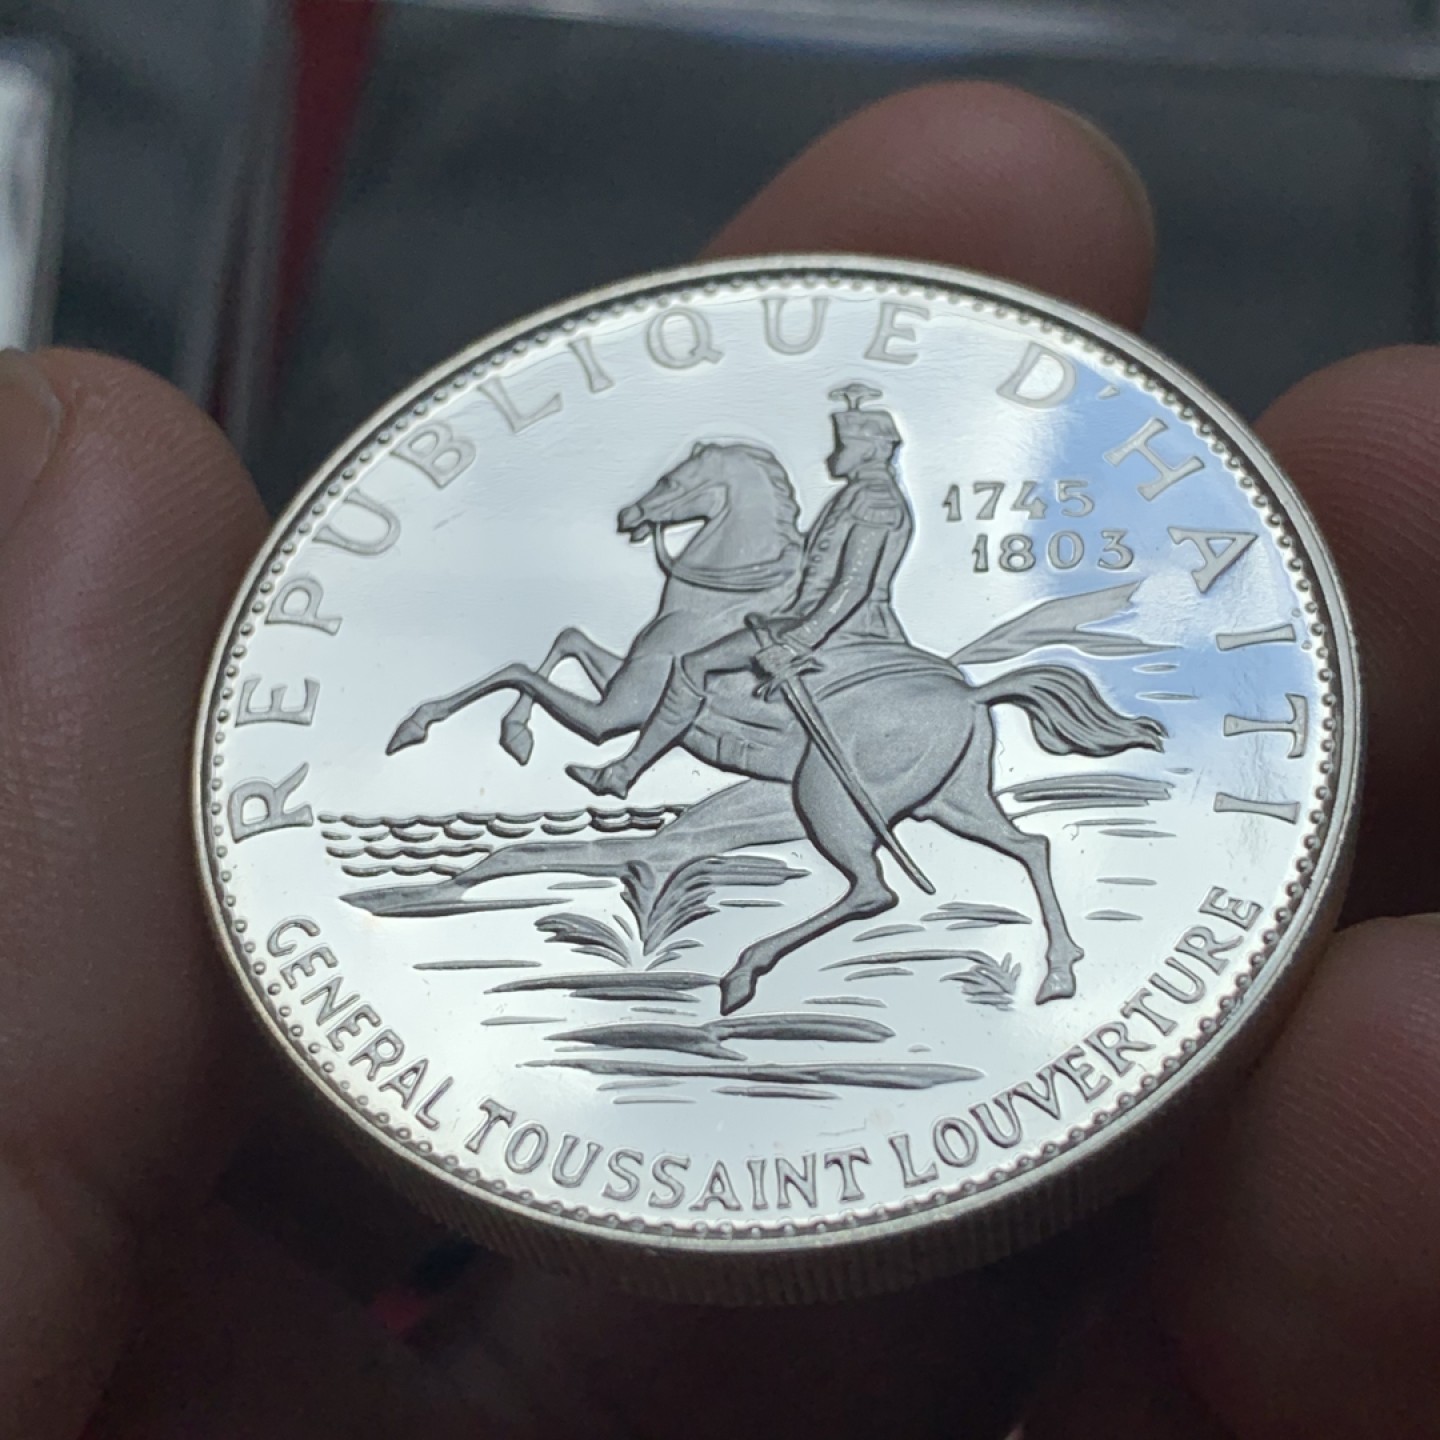 REPUBLIQUE D'HAITI
1745
1803
GENERAL TOUSSAINT LOUVERTURE